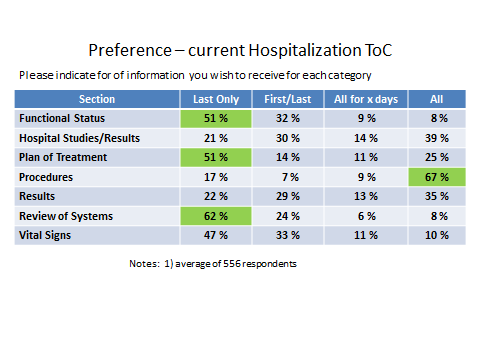 Preference – current Hospitalization ToC
Please indicate for of information you wish to receive for each category
Section Last Only First/Last All for x days All
Functional Status 51 % 32 % 9 % 8 %
Hospital Studies/Results 21 % 30 % 14 % 39 %
Plan of Treatment 51 % 14 % 11 % 25 %
Procedures 17 % 7 % 9 % 67 %
Results 22 % 29 % 13 % 35 %
Review of Systems 62 % 24 % 6 % 8 %
Vital Signs 47 % 33 % 11 % 10 %
Notes: 1) average of 556 respondents